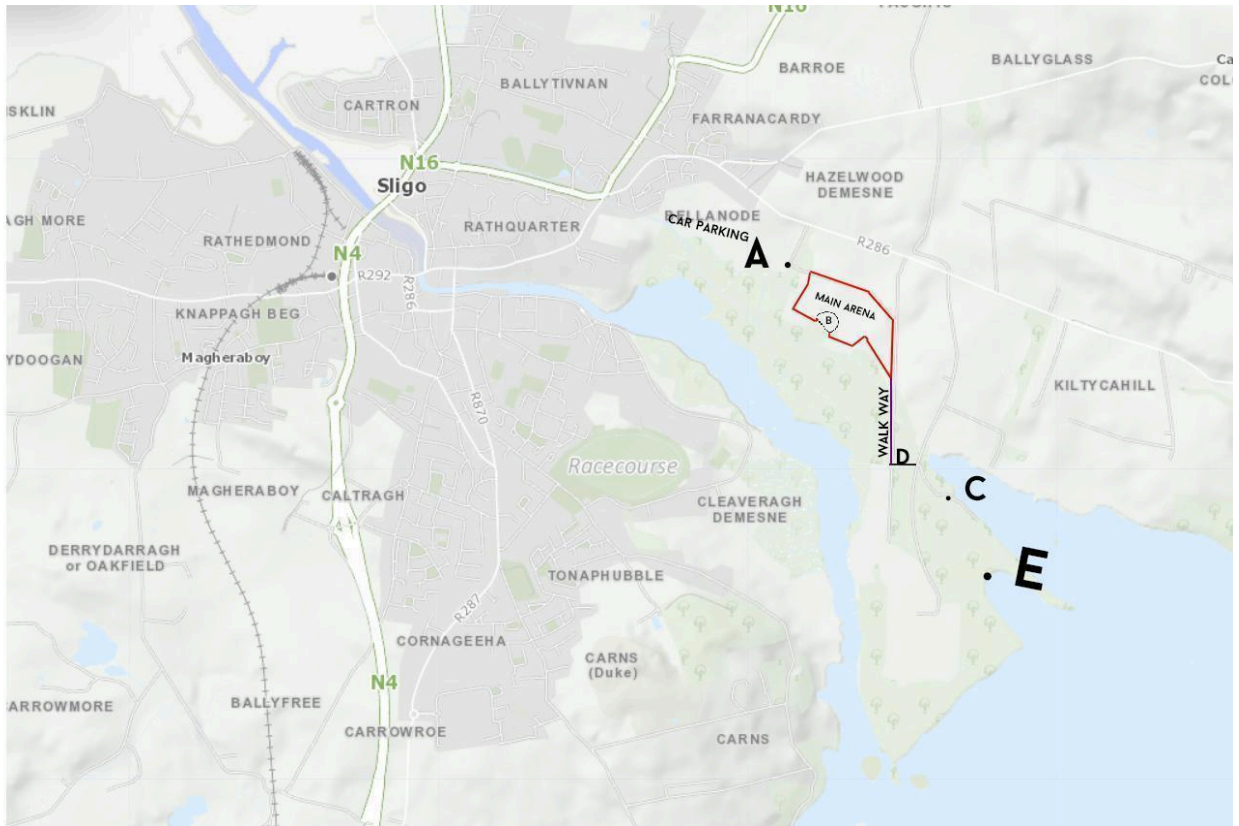 N16
BARROE
BALLYGLASS
BALLYTIVNAN
CARTRON
FARRANACARDY
N16
Sligo
HAZELWOOD
DEMESNE
AGH MORE
RATHEDMOND
RATHQUARTER
BELLANODE
CAR PARKING
A
R286
N4
R292
R286
KNAPPAGH BEG
MAIN ARENA
B
YDOOGAN
Magheraboy
KILTYCAHILL
R870
WALK WAY
D
Racecourse
C
MAGHERABOY
CALTRAGH
CLEAVERAGH
DEMESNE
DERRYDARRAGH
or OAKFIELD
TONAPHUBBLE
E
R287
CORNAGEEHA
CARNS
(Duke)
N4
ARROWMORE
BALLYFREE
CARROWROE
CARNS